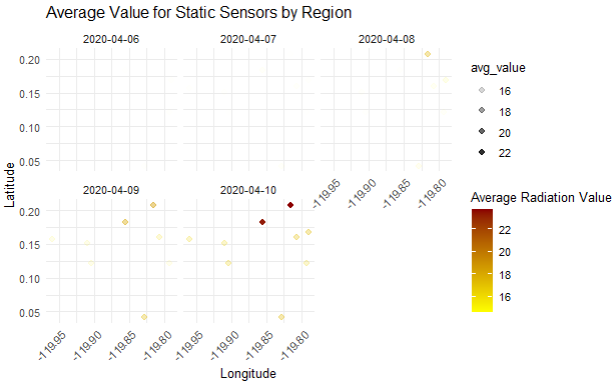 Average Value for Static Sensors by Region
2020-04-06 2020-04-07 2020-04-08
0.20
0.15
0.10
0.05
-119.95 -119.90 -119.85 -119.80
2020-04-09 2020-04-10
0.20
0.15
0.10
0.05
-119.95 -119.90 -119.85 -119.80 -119.95 -119.90 -119.85 -119.80
Latitude
Longitude
avg_value
16
18
20
22
Average Radiation Value
22
20
18
16